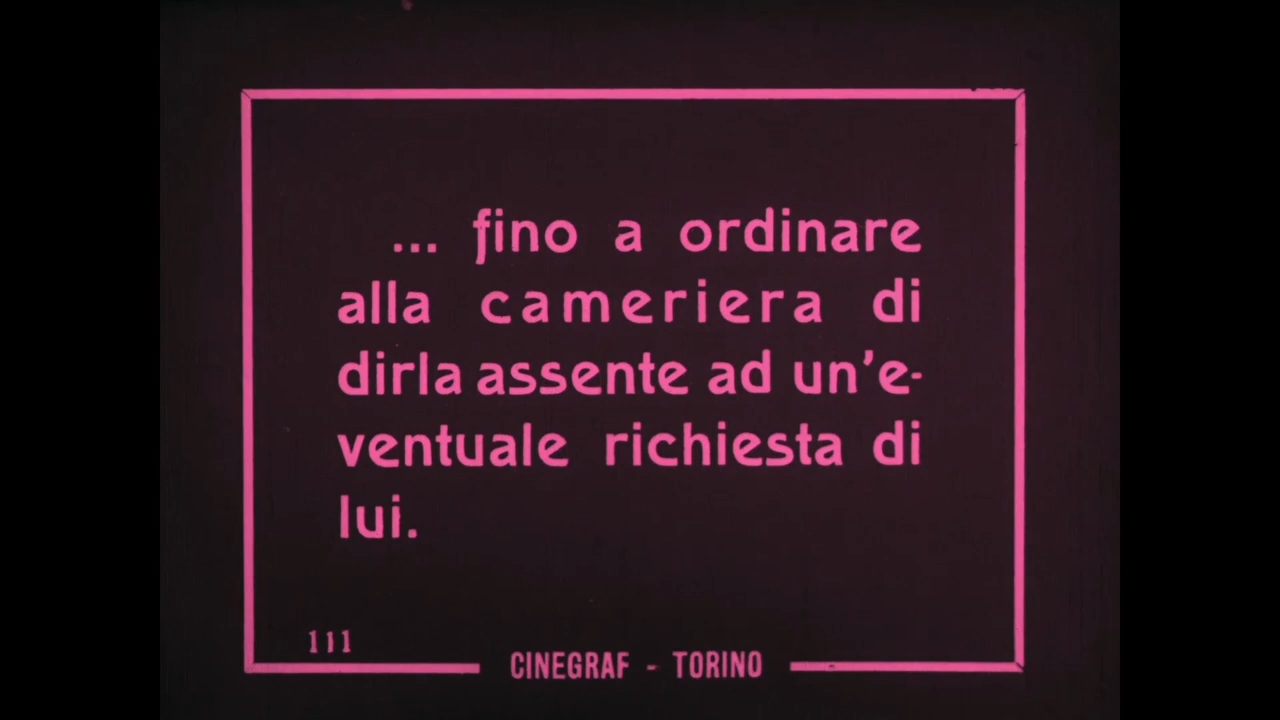 ... fino a ordinare
alla cameriera di
dirla assente ad un'e-
ventuale richiesta di
lui.
111
CINEGRAF - TORINO